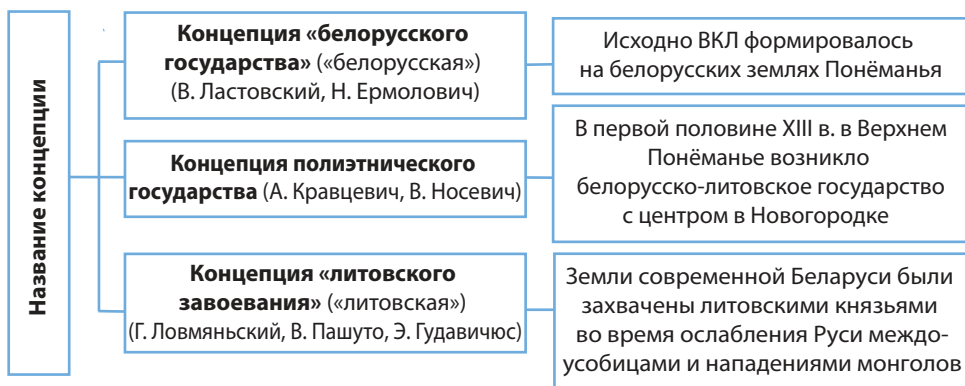 Название концепции
Концепция «белорусского
государства» («белорусская»)
(В. Ластовский, Н. Ермолович)
Исходно ВКЛ формировалось
на белорусских землях Понёманья
Концепция полиэтнического
государства (А. Кравцевич, В. Носевич)
В первой половине XIII в. в Верхнем
Понёманье возникло
белорусско-литовское государство
с центром в Новогородке
Концепция «литовского
завоевания» («литовская»)
(Г. Ловмяньский, В. Пашуто, Э. Гудавичюс)
Земли современной Беларуси были
захвачены литовскими князьями
во время ослабления Руси междо-
усобицами и нападениями монголов